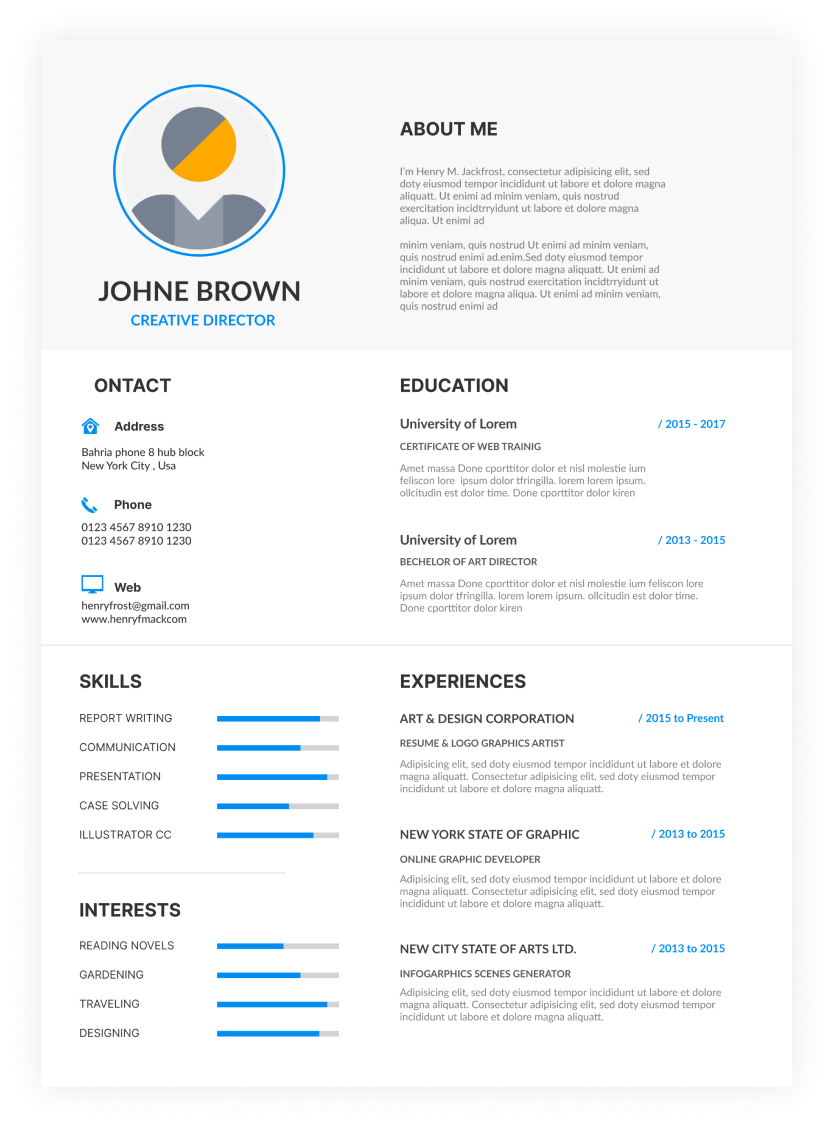 JOHNE BROWN
CREATIVE DIRECTOR
ABOUT ME
I'm Henry M. Jackfrost, consectetur adipisicing elit, sed
doty eiusmod tempor incididunt ut labore et dolore magna
aliquatt. Ut enimi ad minim veniam, quis nostrud
exercitation incidtrryidunt ut labore et dolore magna
aliqua. Ut enimi ad
minim veniam, quis nostrud Ut enimi ad minim veniam,
quis nostrud enimi ad.enim.Sed doty eiusmod tempor
incididunt ut labore et dolore magna aliquatt. Ut enimi ad
minim veniam, quis nostrud exercitation incidtrryidunt ut
labore et dolore magna aliqua. Ut enimi ad minim veniam,
quis nostrud enimi ad
ONTACT
Address
Bahria phone 8 hub block
New York City , Usa
Phone
0123 4567 8910 1230
0123 4567 8910 1230
Web
henryfrost@gmail.com
www.henryfmackcom
EDUCATION
University of Lorem / 2015 - 2017
CERTIFICATE OF WEB TRAINIG
Amet massa Done cporttitor dolor et nisl molestie ium
feliscon lore  ipsum dolor tfringilla. lorem lorem ipsum.
ollcitudin est dolor time. Done cporttitor dolor kiren
University of Lorem / 2013 - 2015
BECHELOR OF ART DIRECTOR
Amet massa Done cporttitor dolor et nisl molestie ium feliscon lore
ipsum dolor tfringilla. lorem lorem ipsum. ollcitudin est dolor time.
Done cporttitor dolor kiren
SKILLS
REPORT WRITING
COMMUNICATION
PRESENTATION
CASE SOLVING
ILLUSTRATOR CC
INTERESTS
READING NOVELS
GARDENING
TRAVELING
DESIGNING
EXPERIENCES
ART & DESIGN CORPORATION / 2015 to Present
RESUME & LOGO GRAPHICS ARTIST
Adipisicing elit, sed doty eiusmod tempor incididunt ut labore et dolore
magna aliquatt. Consectetur adipisicing elit, sed doty eiusmod tempor
incididunt ut labore et dolore magna aliquatt.
NEW YORK STATE OF GRAPHIC / 2013 to 2015
ONLINE GRAPHIC DEVELOPER
Adipisicing elit, sed doty eiusmod tempor incididunt ut labore et dolore
magna aliquatt. Consectetur adipisicing elit, sed doty eiusmod tempor
incididunt ut labore et dolore magna aliquatt.
NEW CITY STATE OF ARTS LTD. / 2013 to 2015
INFOGARPHICS SCENES GENERATOR
Adipisicing elit, sed doty eiusmod tempor incididunt ut labore et dolore
magna aliquatt. Consectetur adipisicing elit, sed doty eiusmod tempor
incididunt ut labore et dolore magna aliquatt.